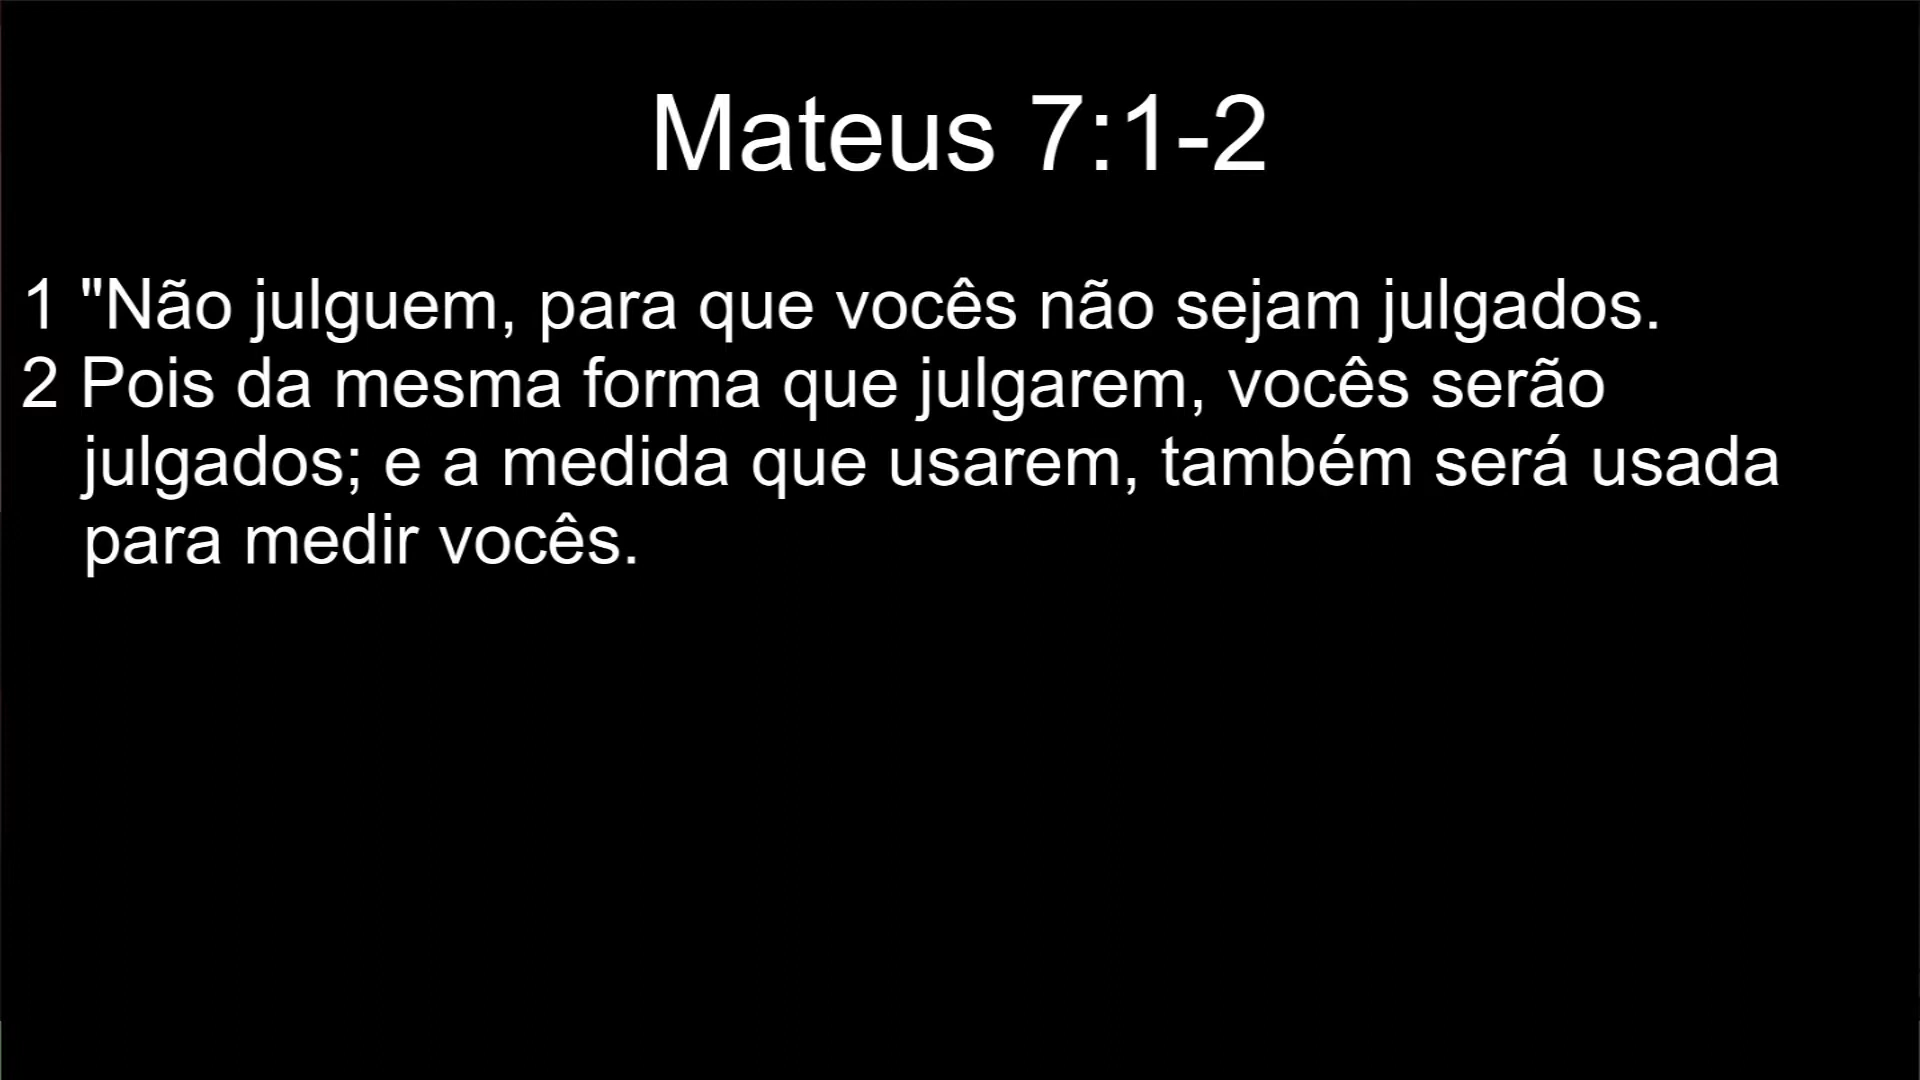 Mateus 7:1-2
1 "Não julguem, para que vocês não sejam julgados.
2 Pois da mesma forma que julgarem, vocês serão
julgados; e a medida que usarem, também será usada
para medir vocês.